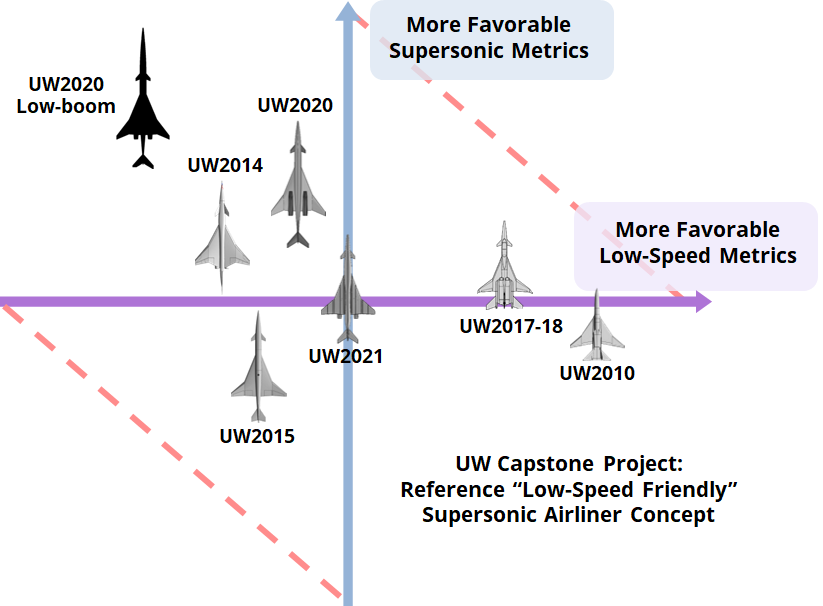 More Favorable
Supersonic Metrics
UW2020
Low-boom
UW2020
UW2014
More Favorable
Low-Speed Metrics
UW2017-18
UW2021
UW2010
UW2015
UW Capstone Project:
Reference “Low-Speed Friendly”
Supersonic Airliner Concept